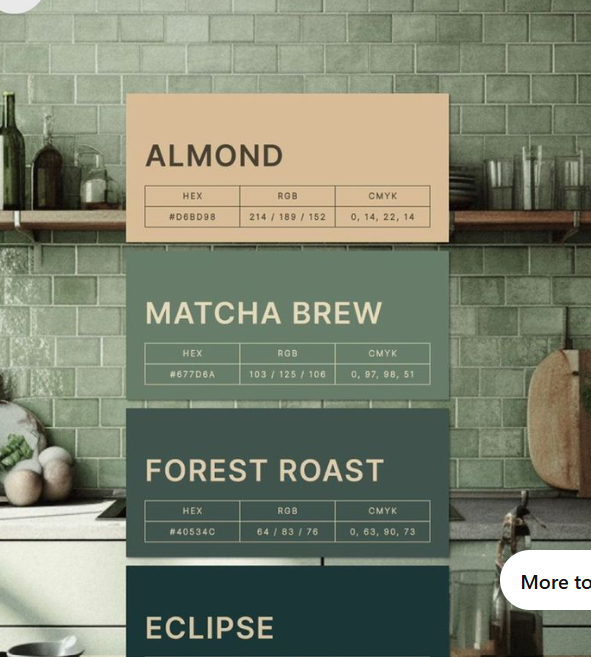 ALMOND
HEX RGB CMYK
#D6BD98 214 / 189 / 152 0, 14, 22, 14
MATCHA BREW
HEX RGB CMYK
#677D6A 103 / 125 / 106 0, 97, 98, 51
FOREST ROAST
HEX RGB CMYK
#40534C 64 / 83 / 76 0, 63, 90, 73
More to
ECLIPSE